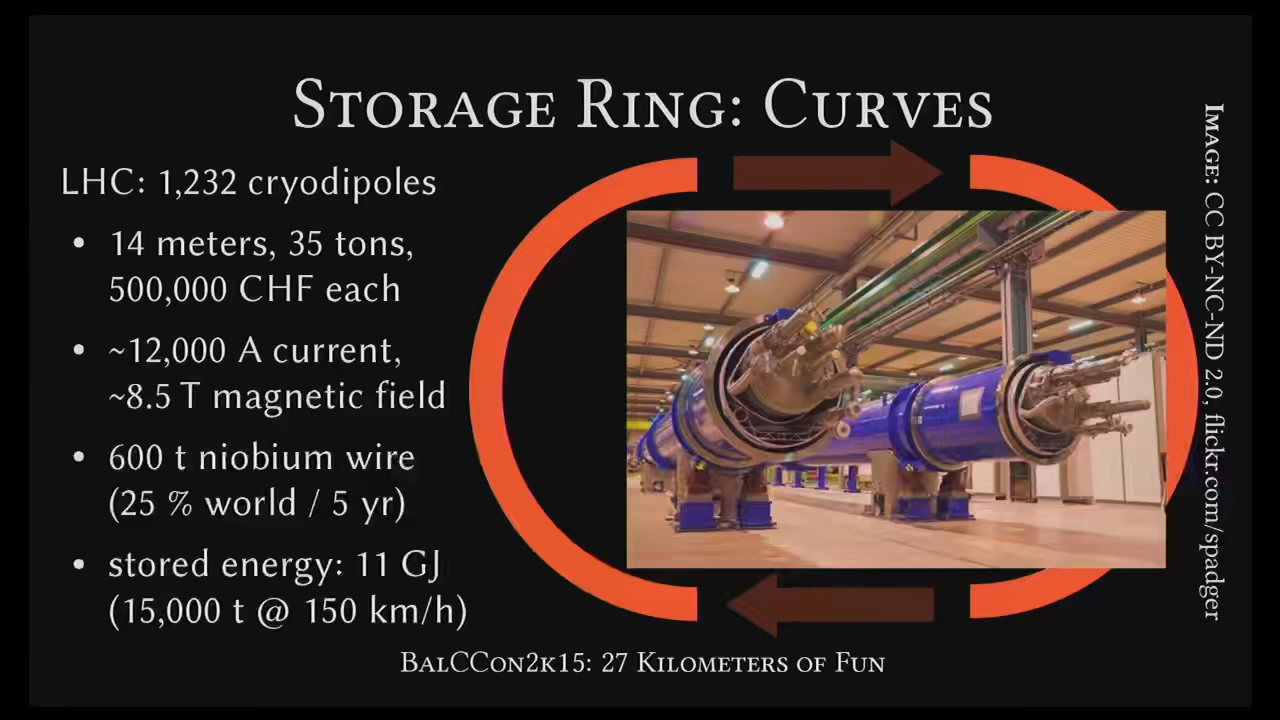 Storage Ring: Curves
LHC: 1,232 cryodipoles
• 14 meters, 35 tons,
500,000 CHF each
• ~12,000 A current,
~8.5 T magnetic field
• 600 t niobium wire
(25 % world / 5 yr)
• stored energy: 11 GJ
(15,000 t @ 150 km/h)
Image: CC BY-NC-ND 2.0, flickr.com/spadger
BalCCon2k15: 27 Kilometers of Fun